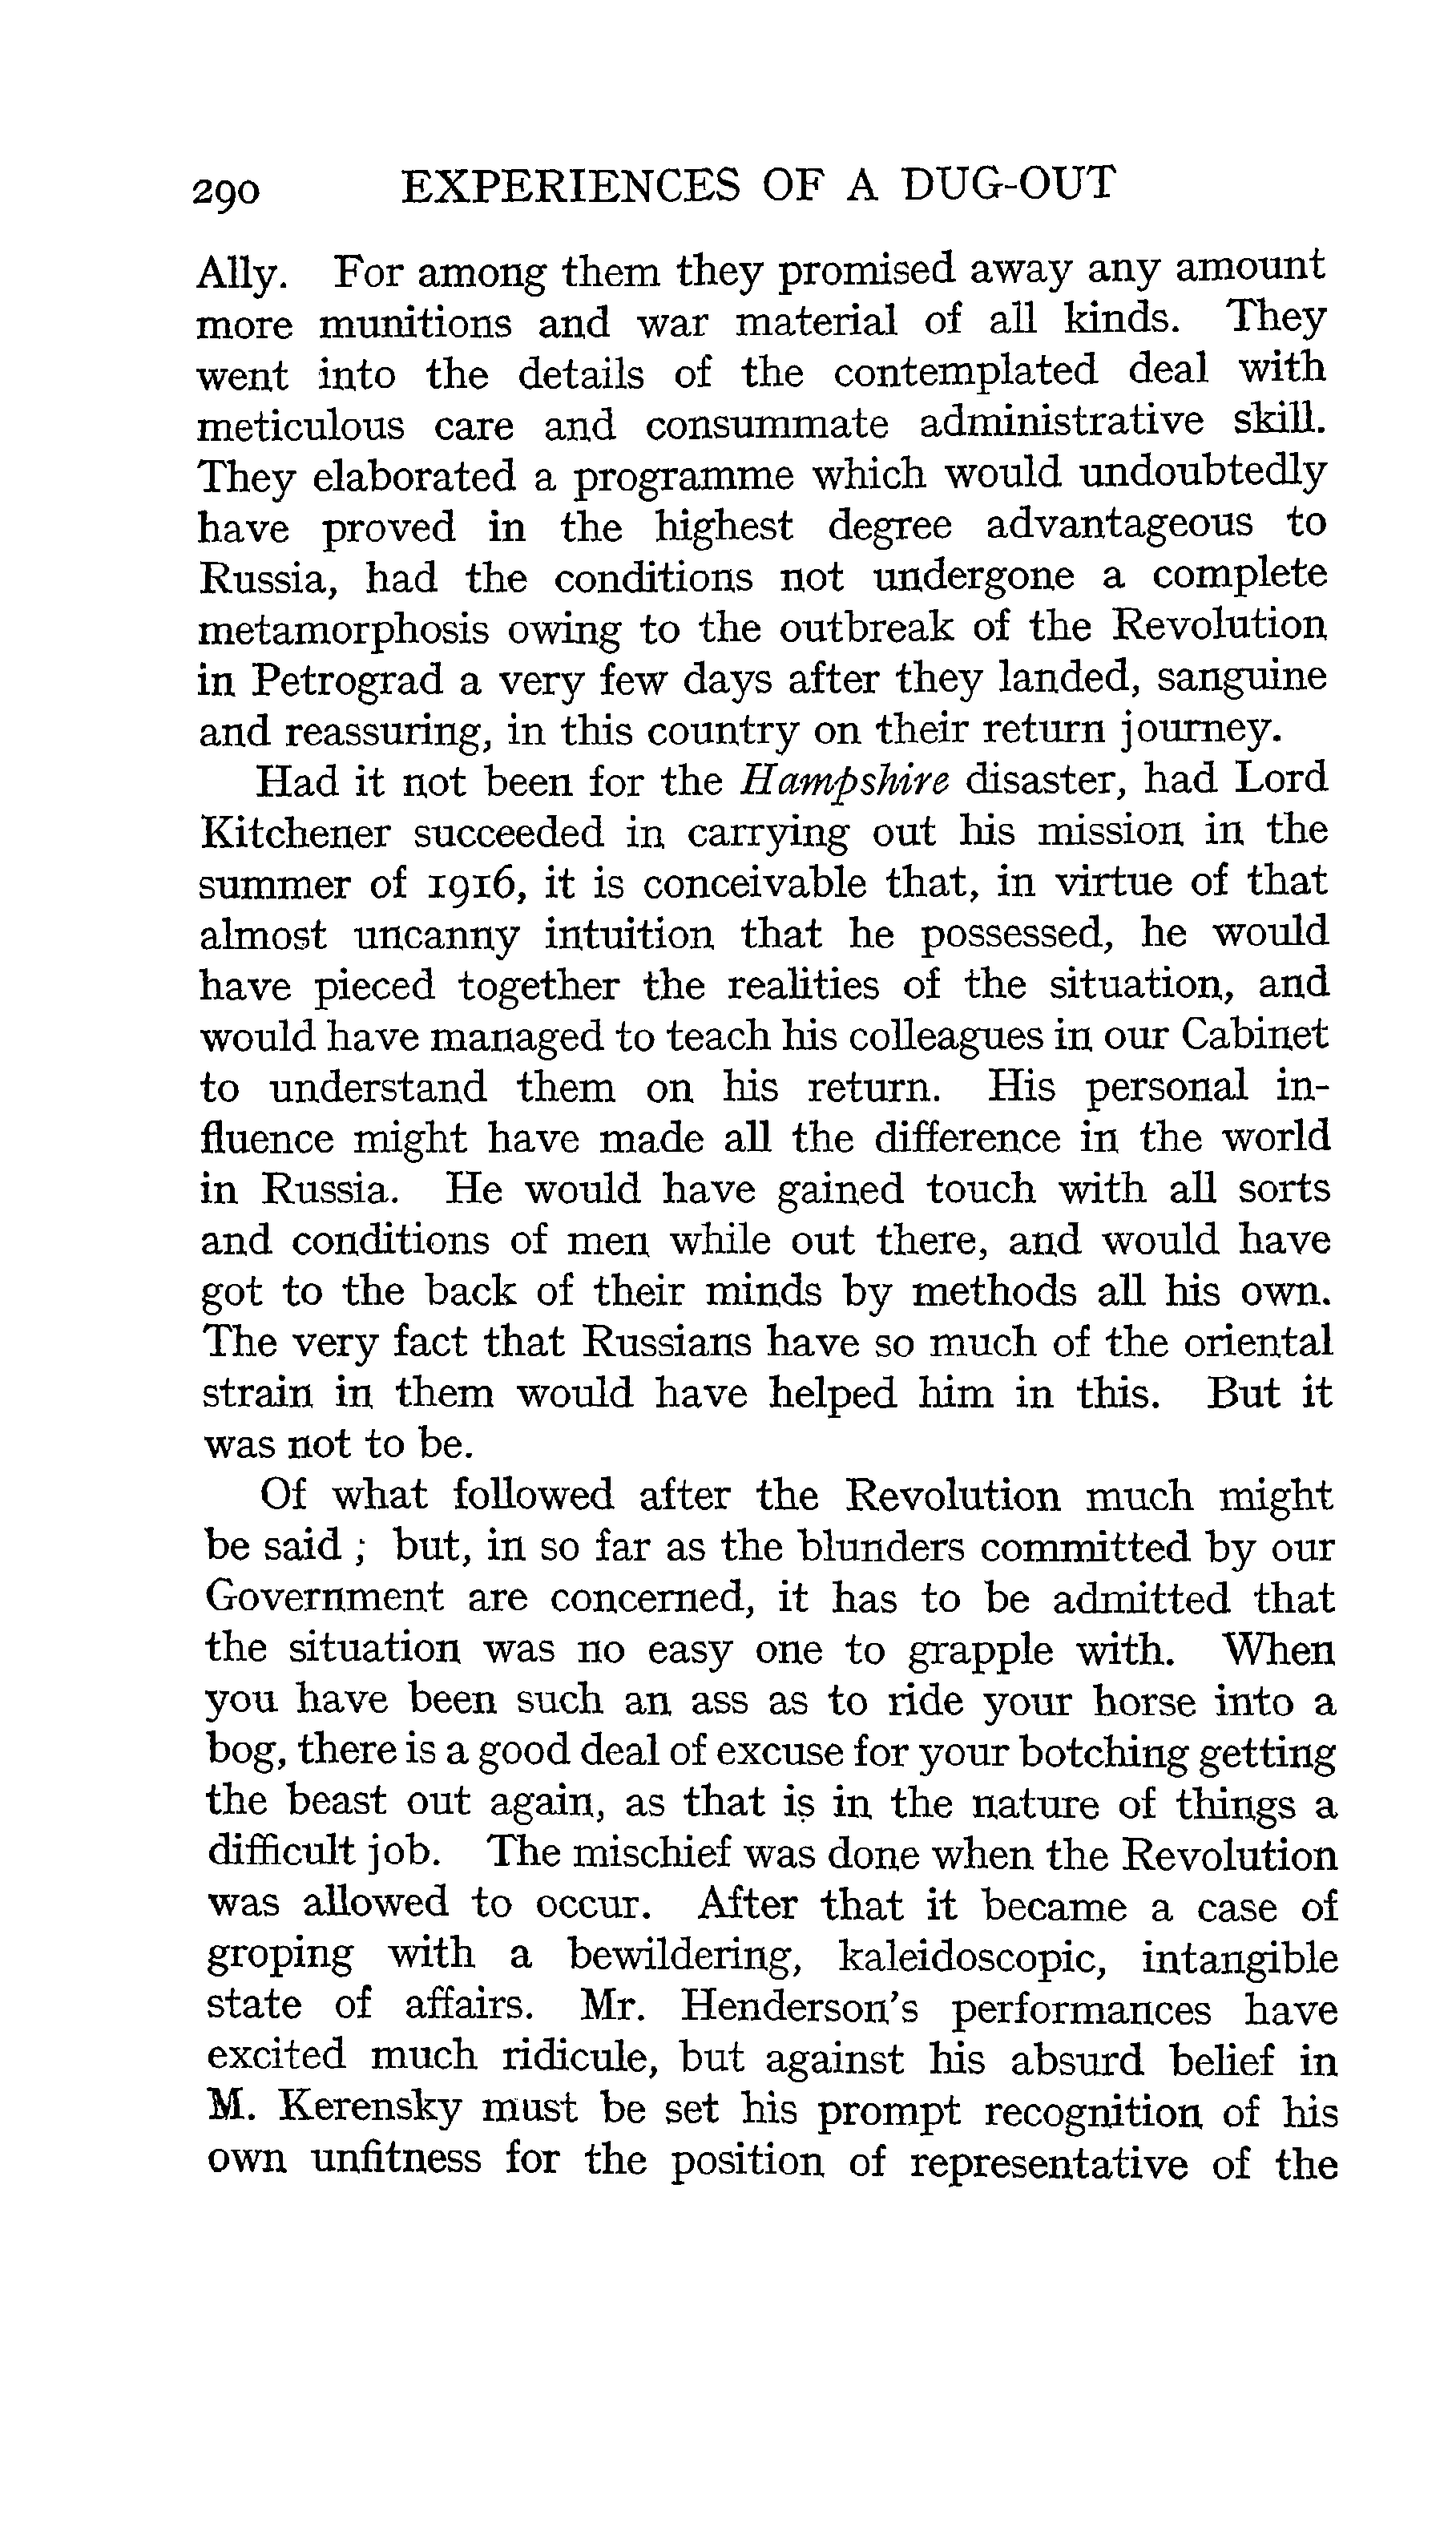 290 EXPERIENCES OF A DUG-OUT
Ally. For among them they promised away any amount
more munitions and war material of all kinds. They
went into the details of the contemplated deal with
meticulous care and consummate administrative skill.
They elaborated a programme which would undoubtedly
have proved in the highest degree advantageous to
Russia, had the conditions not undergone a complete
metamorphosis owing to the outbreak of the Revolution
in Petrograd a very few days after they landed, sanguine
and reassuring, in this country on their return journey.
Had it not been for the Hampshire disaster, had Lord
Kitchener succeeded in carrying out his mission in the
summer of 1916, it is conceivable that, in virtue of that
almost uncanny intuition that he possessed, he would
have pieced together the realities of the situation, and
would have managed to teach his colleagues in our Cabinet
to understand them on his return. His personal in-
fluence might have made all the difference in the world
in Russia. He would have gained touch with all sorts
and conditions of men while out there, and would have
got to the back of their minds by methods all his own.
The very fact that Russians have so much of the oriental
strain in them would have helped him in this. But it
was not to be.
Of what followed after the Revolution much might
be said ; but, in so far as the blunders committed by our
Government are concerned, it has to be admitted that
the situation was no easy one to grapple with. When
you have been such an ass as to ride your horse into a
bog, there is a good deal of excuse for your botching getting
the beast out again, as that is in the nature of things a
difficult job. The mischief was done when the Revolution
was allowed to occur. After that it became a case of
groping with a bewildering, kaleidoscopic, intangible
state of affairs. Mr. Henderson's performances have
excited much ridicule, but against his absurd belief in
M. Kerensky must be set his prompt recognition of his
own unfitness for the position of representative of the